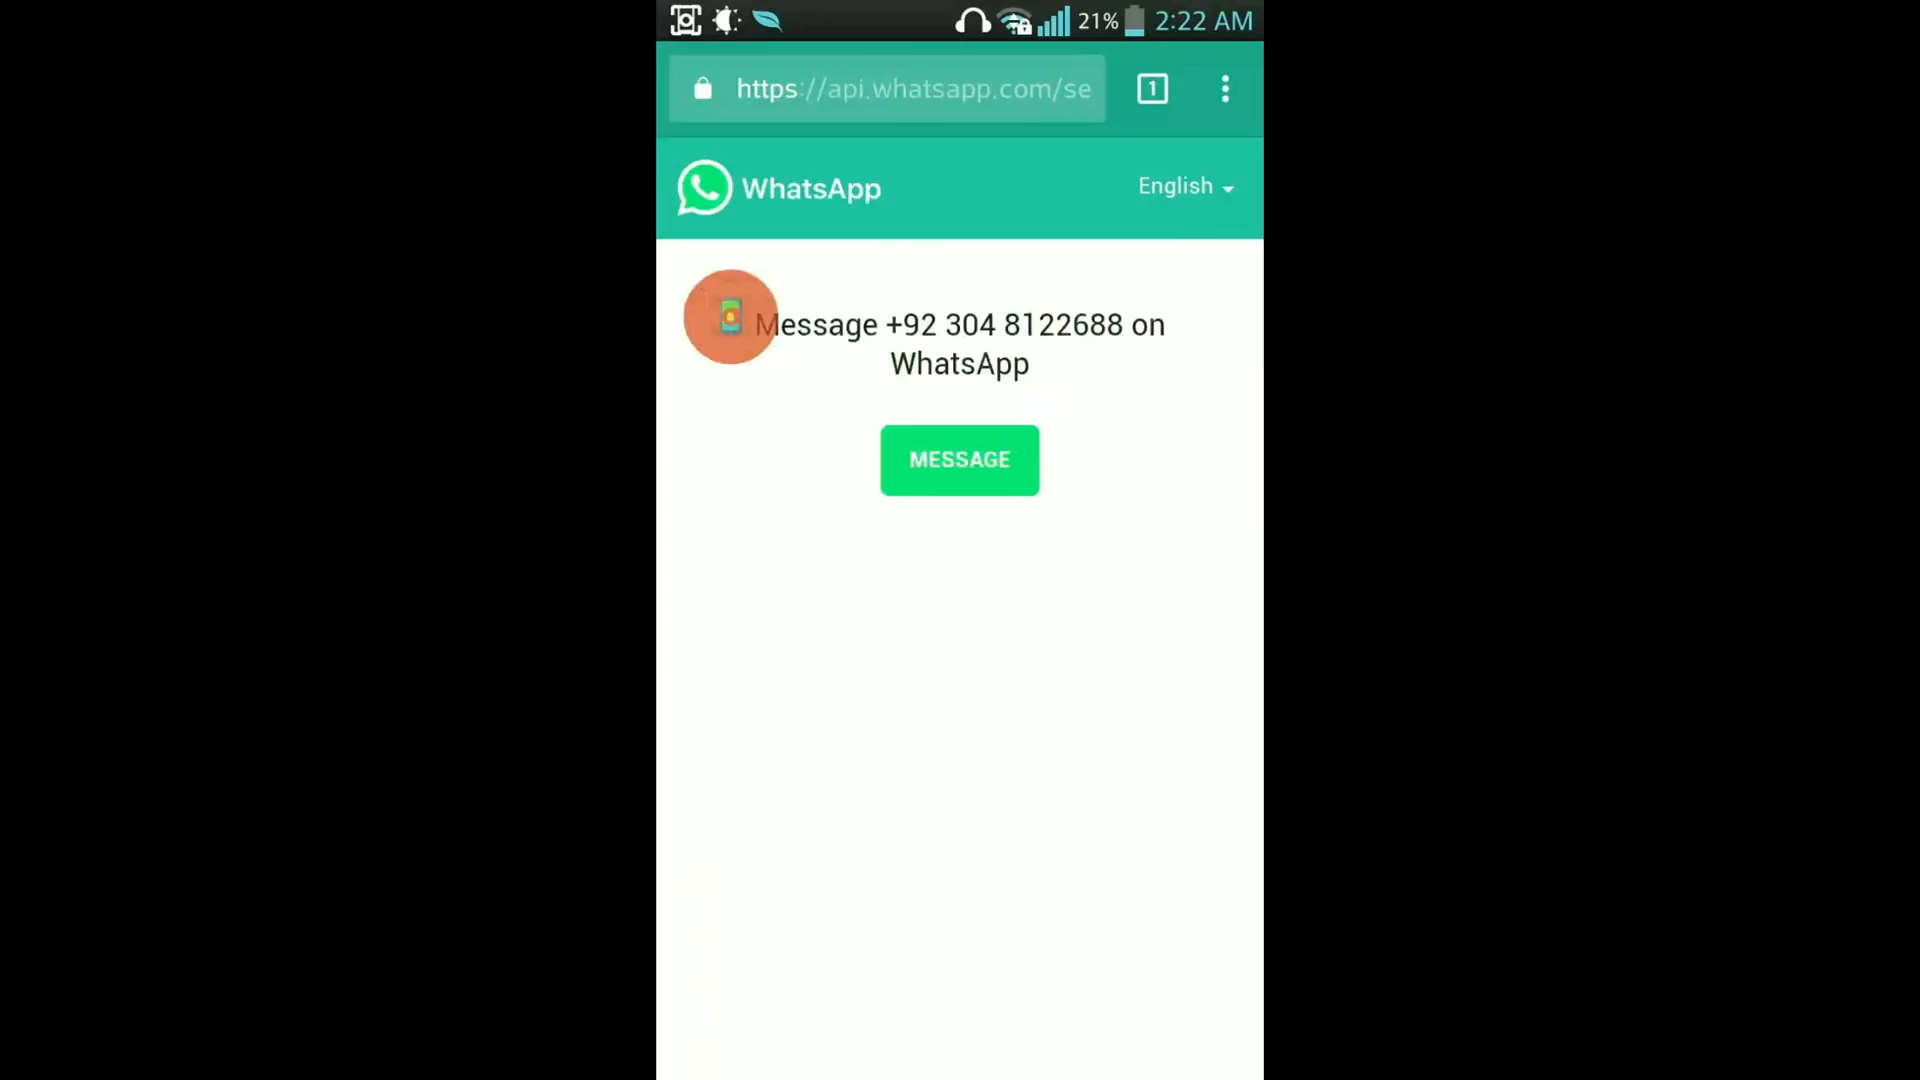 21% 2:22 AM
https://api.whatsapp.com/se 1
WhatsApp English
Message +92 304 8122688 on
WhatsApp
MESSAGE